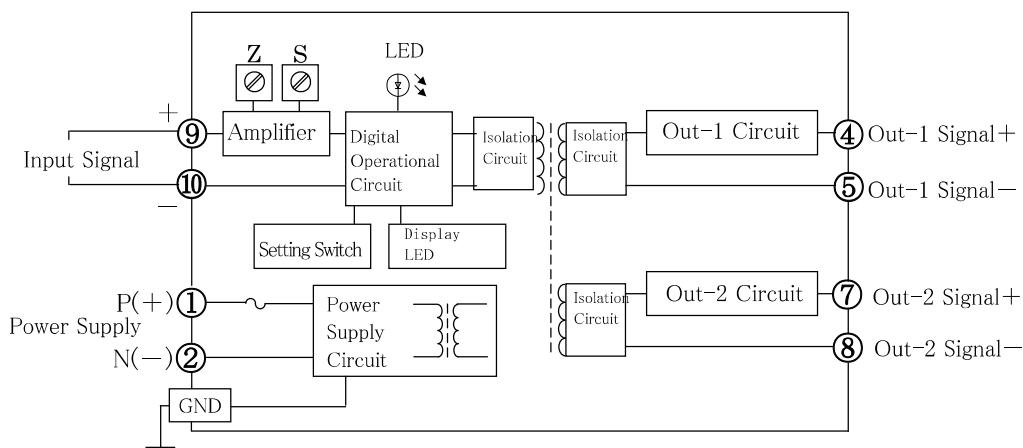 Z
S
LED
+
9
Amplifier
Digital
Operational
Circuit
Isolation
Circuit
Isolation
Circuit
Out-1 Circuit
4
Out-1 Signal+
Input Signal
10
−
5
Out-1 Signal−
Setting Switch
Display
LED
P(+)
1
Power Supply
N(−)
2
Power
Supply
Circuit
Isolation
Circuit
Out-2 Circuit
7
Out-2 Signal+
8
Out-2 Signal−
GND